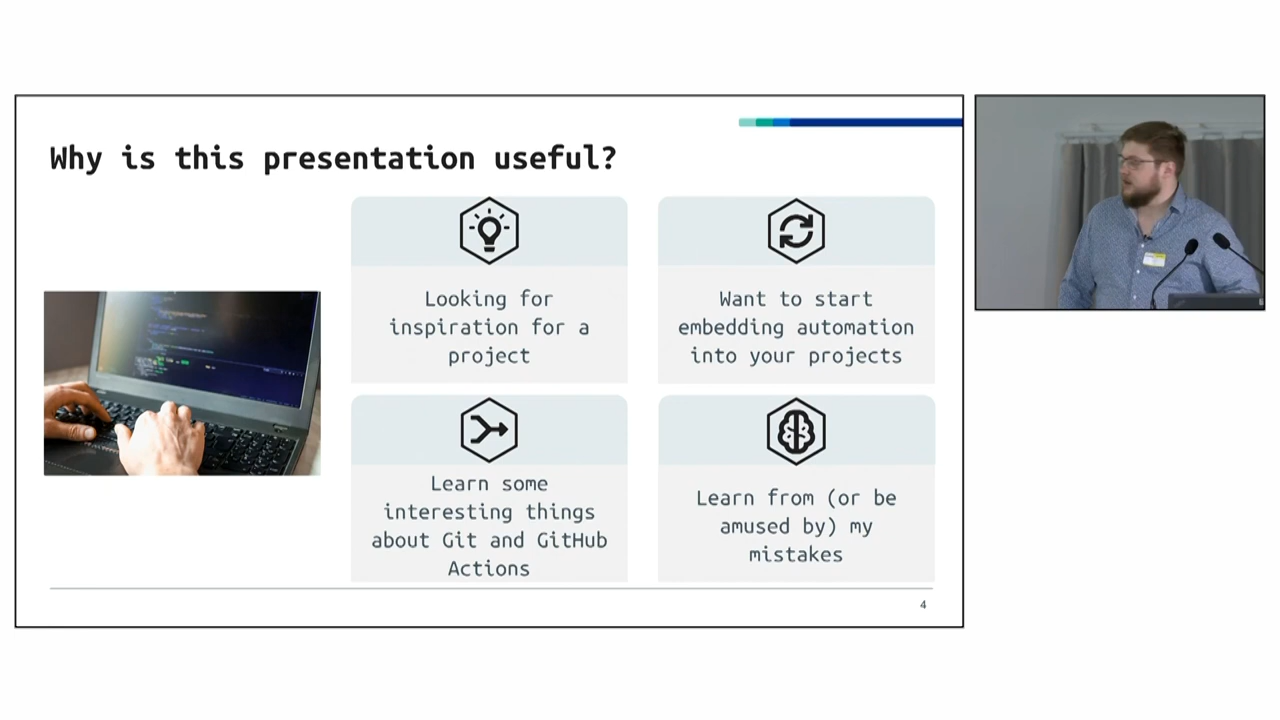 Why is this presentation useful?
Looking for
inspiration for a
project
Want to start
embedding automation
into your projects
Learn some
interesting things
about Git and GitHub
Actions
Learn from (or be
amused by) my
mistakes
4